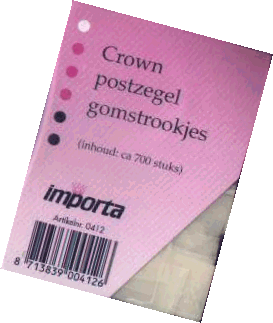 Crown
postzegel
gomstrookjes
(inhoud: ca 700 stuks)
importa
Artikelnr. 0412
8 713839 004126